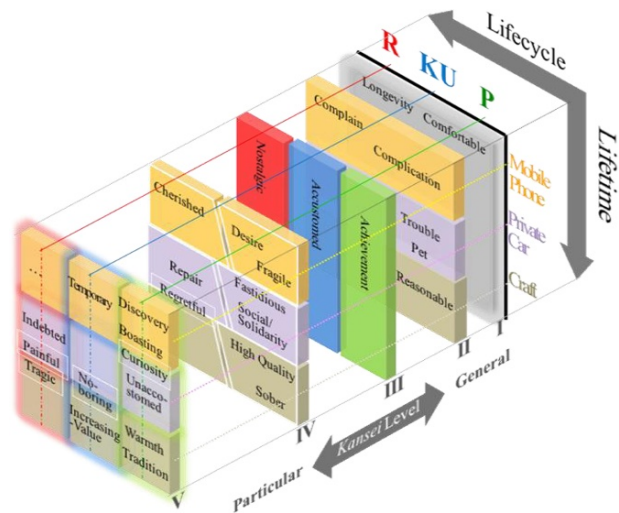 Lifecycle
R
KU
P
Lifetime
Longevity
Comfortable
Complain
Complication
Mobile
Phone
Nostalgic
Accustomed
Achievement
Trouble
Pet
Private
Car
Reasonable
Craft
Cherished
Desire
Fragile
Repair
Regretful
Fastidious
Social/
Solidarity
High Quality
Sober
...
Temporary
Discovery
Boasting
Indebted
Painful
Tragic
No-
boring
Curiosity
Unacco-
stomed
Increasing
-Value
Warmth
Tradition
I
II
III
IV
V
General
Kansei Level
Particular